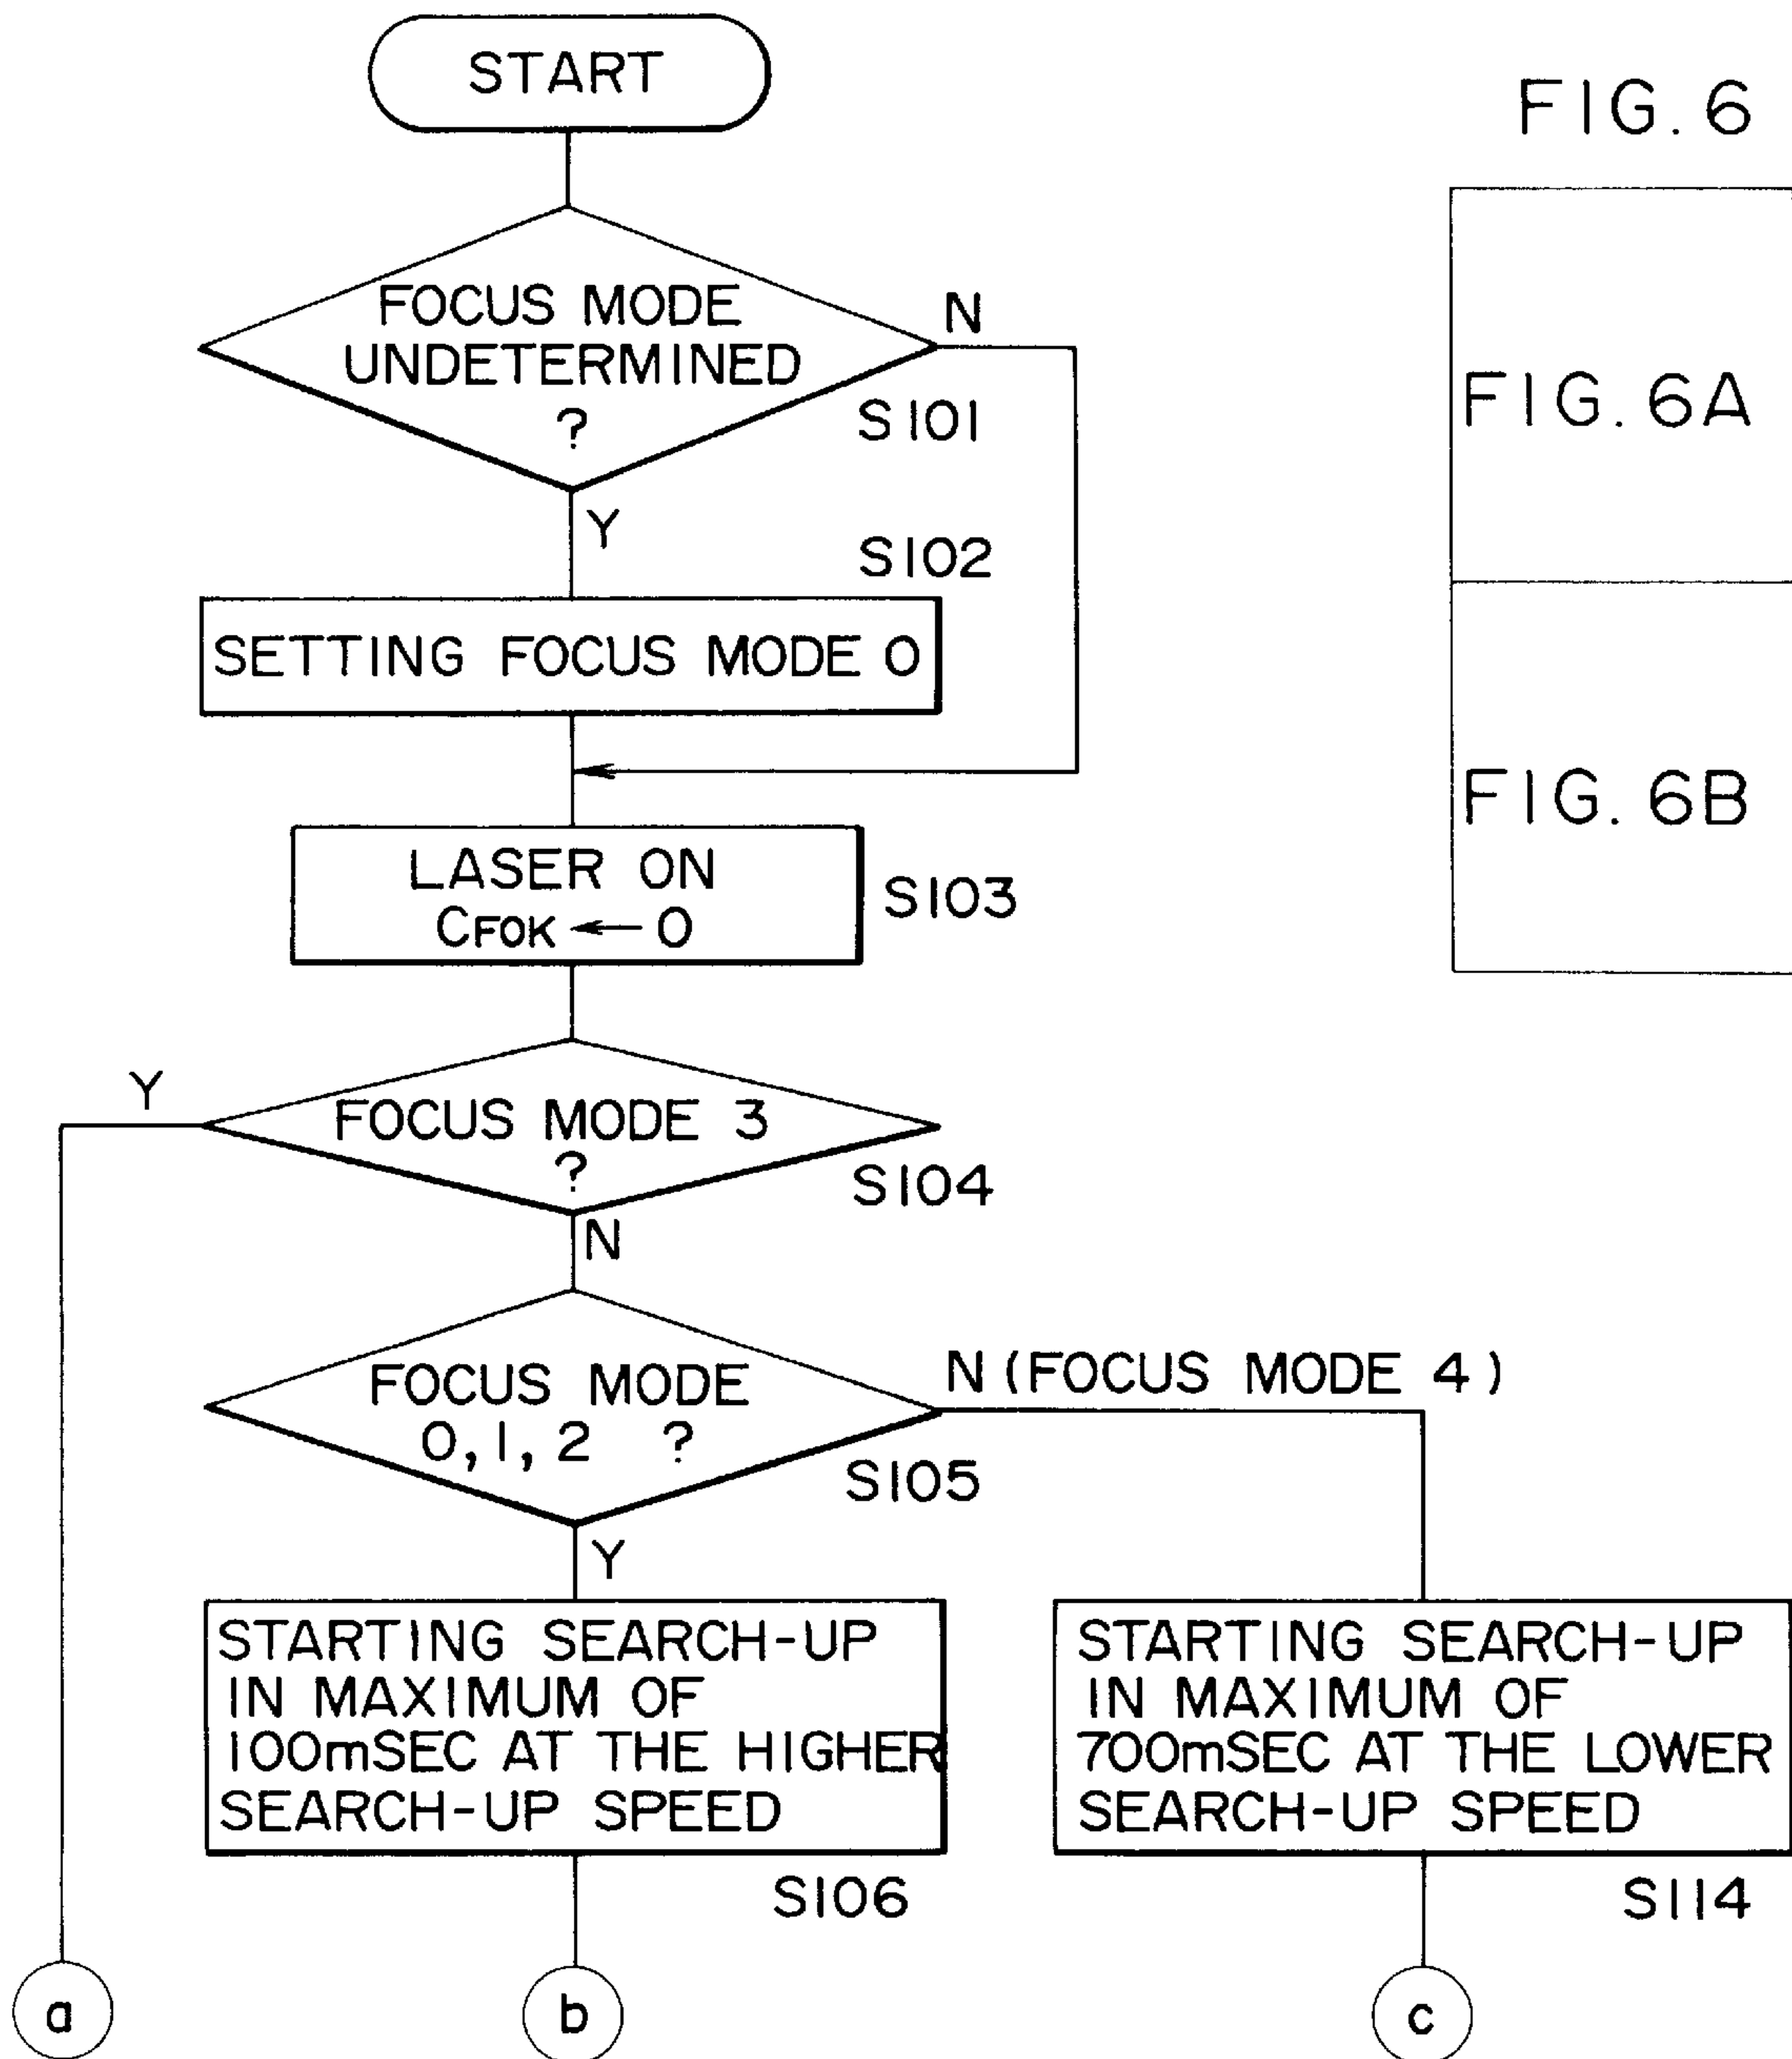 START
FIG. 6
FOCUS MODE
UNDETERMINED
?
N
S101
Y
S102
SETTING FOCUS MODE 0
FIG. 6A
FIG. 6B
LASER ON
CFOK ← 0
S103
Y
FOCUS MODE 3
?
S104
N
FOCUS MODE
0, 1, 2 ?
N (FOCUS MODE 4)
S105
Y
STARTING SEARCH-UP
IN MAXIMUM OF
100mSEC AT THE HIGHER
SEARCH-UP SPEED
S106
STARTING SEARCH-UP
IN MAXIMUM OF
700mSEC AT THE LOWER
SEARCH-UP SPEED
S114
a
b
c